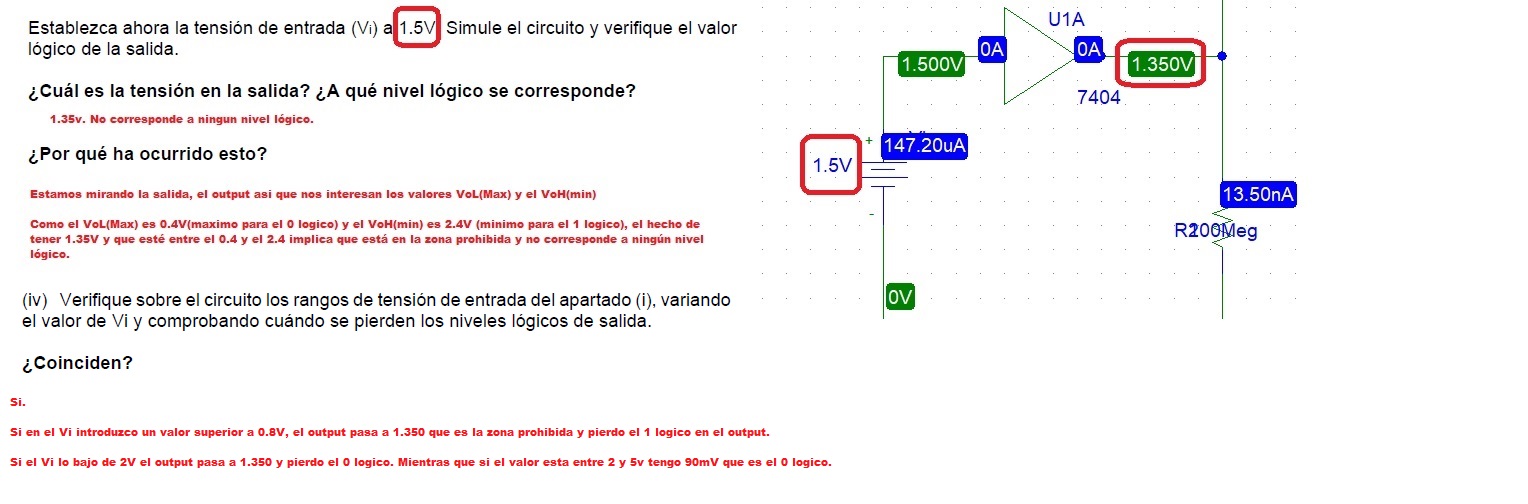 Establezca ahora la tensión de entrada (Vi) a 1.5V. Simule el circuito y verifique el valor
lógico de la salida.
¿Cuál es la tensión en la salida? ¿A qué nivel lógico se corresponde?
1.35v. No corresponde a ningun nivel lógico.
¿Por qué ha ocurrido esto?
Estamos mirando la salida, el output asi que nos interesan los valores VoL(Max) y el VoH(min)
Como el VoL(Max) es 0.4V(maximo para el 0 logico) y el VoH(min) es 2.4V (minimo para el 1 logico), el hecho de
tener 1.35V y que esté entre el 0.4 y el 2.4 implica que está en la zona prohibida y no corresponde a ningún nivel
lógico.
(iv) Verifique sobre el circuito los rangos de tensión de entrada del apartado (i), variando
el valor de Vi y comprobando cuándo se pierden los niveles lógicos de salida.
¿Coinciden?
Si.
Si en el Vi introduzco un valor superior a 0.8V, el output pasa a 1.350 que es la zona prohibida y pierdo el 1 logico en el output.
Si el Vi lo bajo de 2V el output pasa a 1.350 y pierdo el 0 logico. Mientras que si el valor esta entre 2 y 5v tengo 90mV que es el 0 logico.
U1A
0A
0A
1.500V
1.350V
7404
+
147.20uA
1.5V
-
13.50nA
100Meg
0V